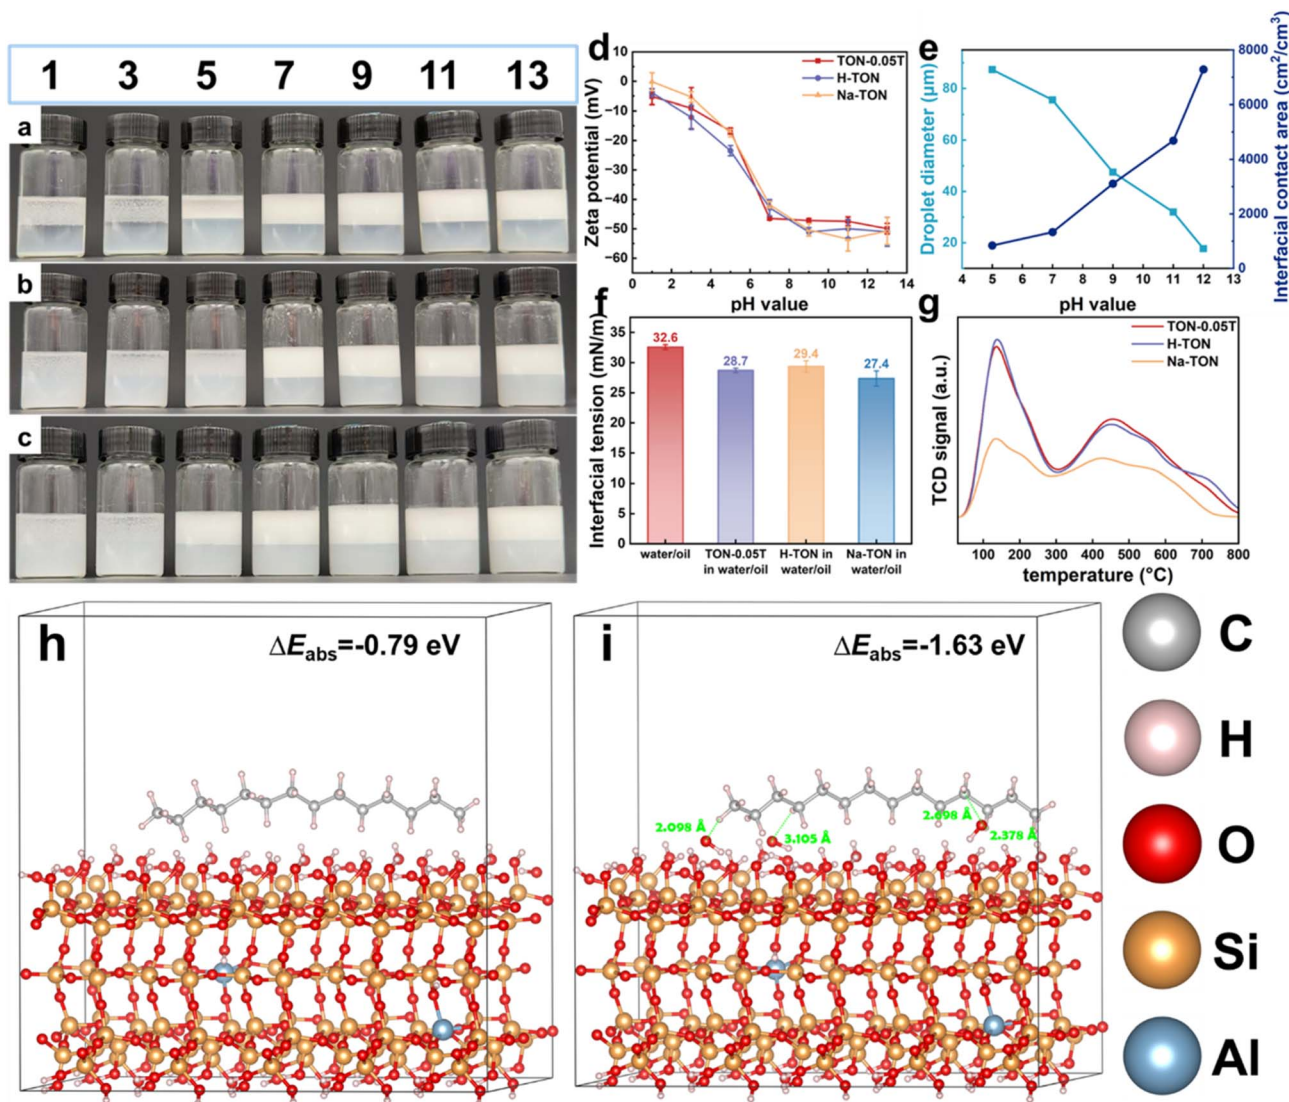 1 3 5 7 9 11 13
a
b
c
d
10
0
−10
−20
−30
−40
−50
−60
Zeta potential (mV)
TON-0.05T
H-TON
Na-TON
0 2 4 6 8 10 12 14
pH value
e
80
60
40
20
Droplet diameter (μm)
8000
6000
4000
2000
0
Interfacial contact area (cm²/cm³)
4 5 6 7 8 9 10 11 12 13
pH value
f
35
30
25
20
15
10
5
0
Interfacial tension (mN/m)
32.6
28.7
29.4
27.4
water/oil
TON-0.05T
in water/oil
H-TON in
water/oil
Na-TON in
water/oil
g
TCD signal (a.u.)
TON-0.05T
H-TON
Na-TON
100 200 300 400 500 600 700 800
temperature (°C)
h
ΔEabs=-0.79 eV
i
ΔEabs=-1.63 eV
2.098 Å
3.105 Å
2.698 Å
2.378 Å
C
H
O
Si
Al